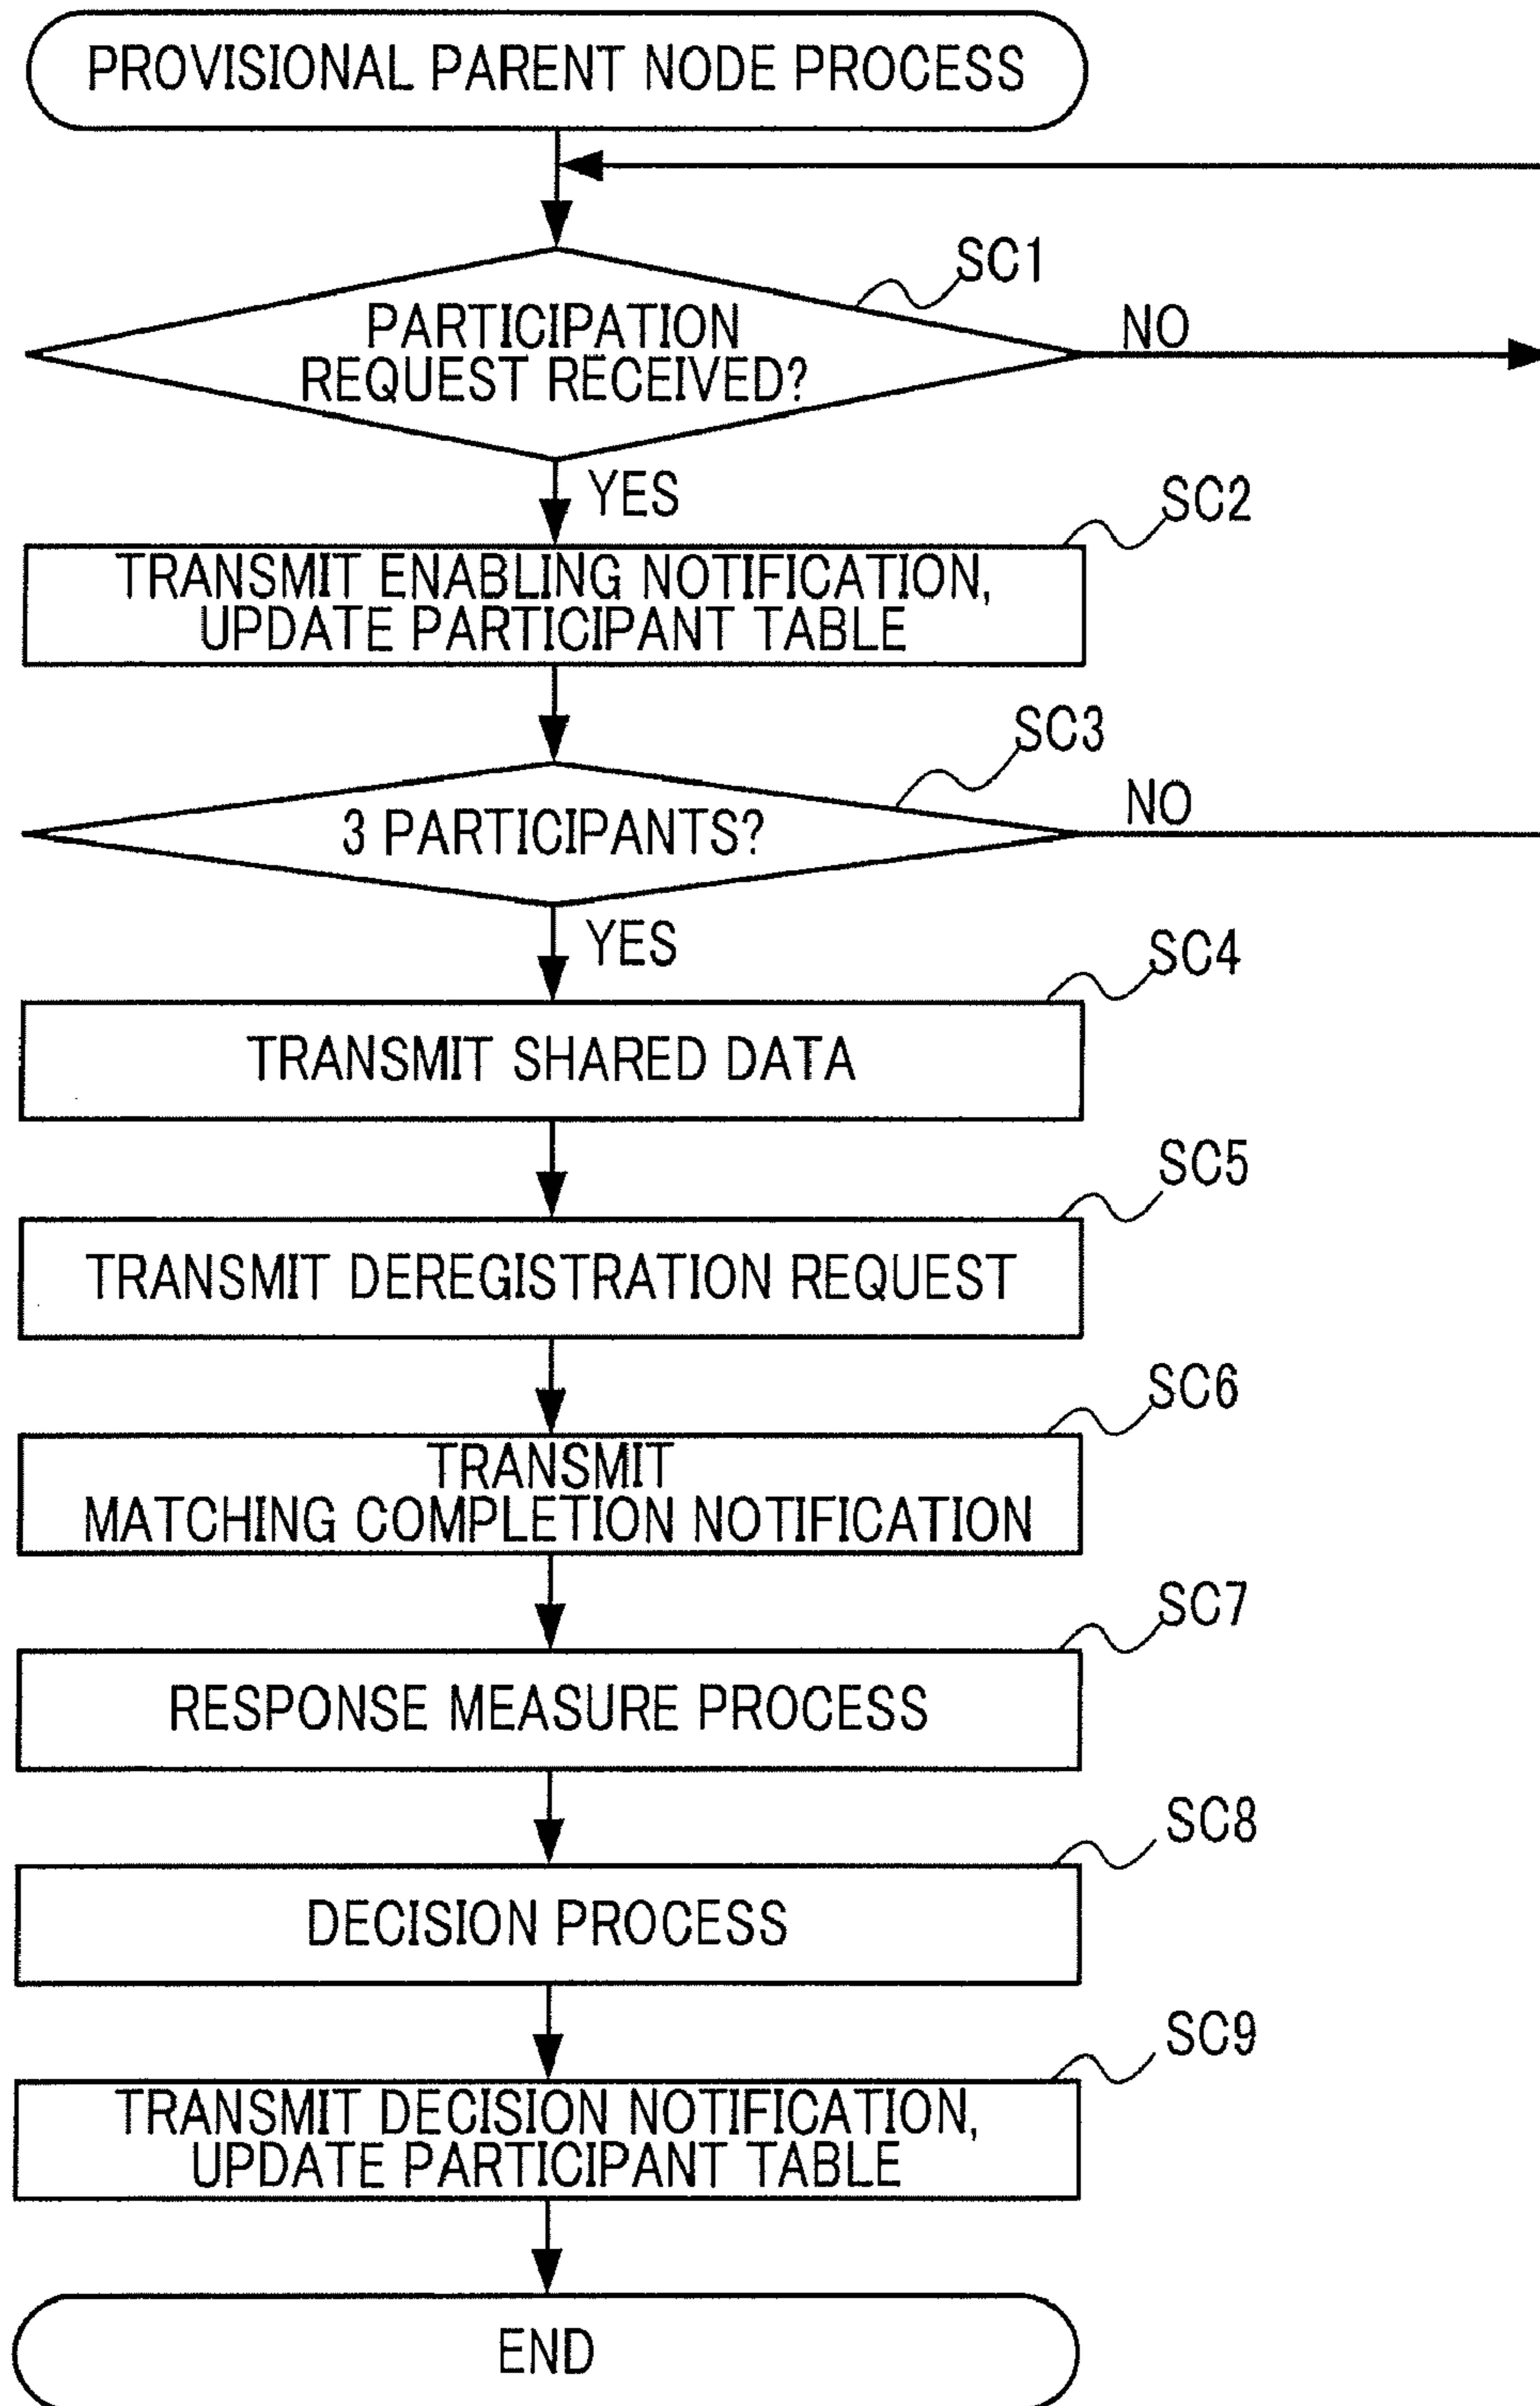 PROVISIONAL PARENT NODE PROCESS
SC1
PARTICIPATION
REQUEST RECEIVED?
NO
YES
SC2
TRANSMIT ENABLING NOTIFICATION,
UPDATE PARTICIPANT TABLE
SC3
3 PARTICIPANTS?
NO
YES
SC4
TRANSMIT SHARED DATA
SC5
TRANSMIT DEREGISTRATION REQUEST
SC6
TRANSMIT
MATCHING COMPLETION NOTIFICATION
SC7
RESPONSE MEASURE PROCESS
SC8
DECISION PROCESS
SC9
TRANSMIT DECISION NOTIFICATION,
UPDATE PARTICIPANT TABLE
END